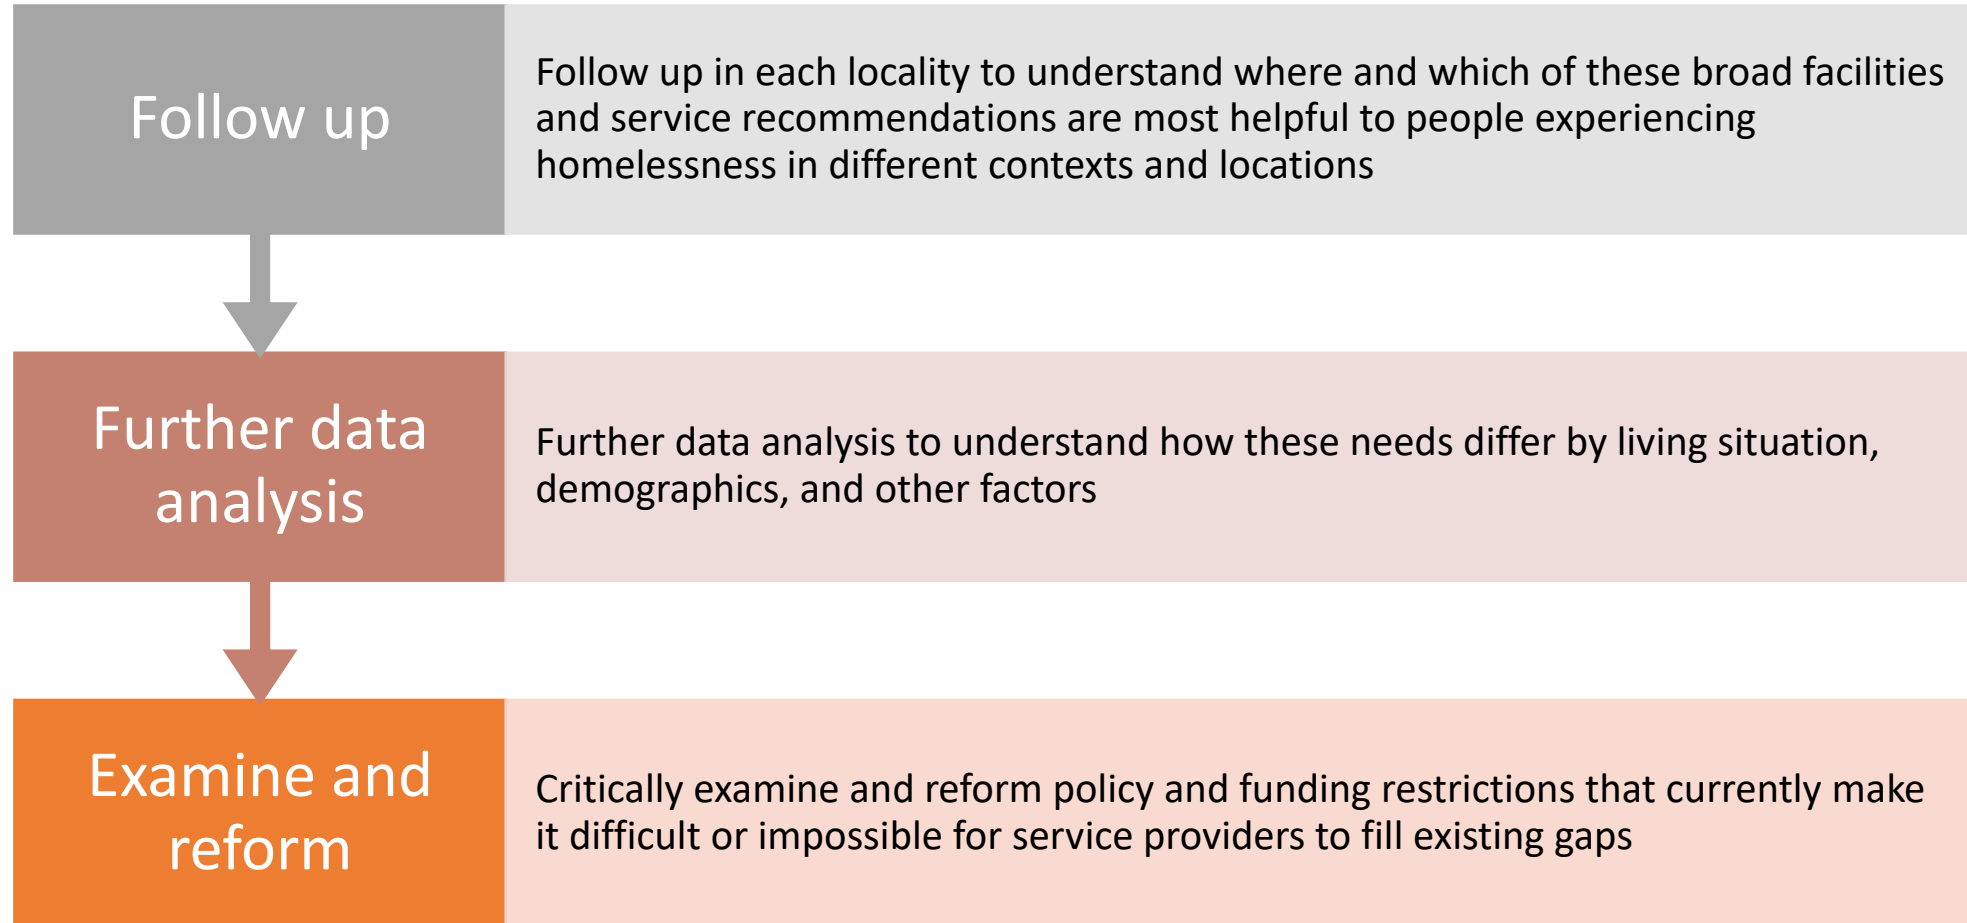 Follow up
Follow up in each locality to understand where and which of these broad facilities
and service recommendations are most helpful to people experiencing
homelessness in different contexts and locations
Further data
analysis
Further data analysis to understand how these needs differ by living situation,
demographics, and other factors
Examine and
reform
Critically examine and reform policy and funding restrictions that currently make
it difficult or impossible for service providers to fill existing gaps